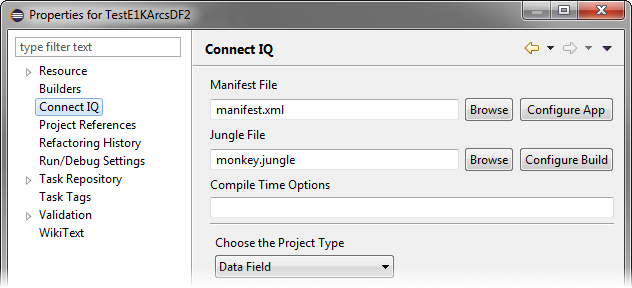 Properties for TestE1KArcsDF2
type filter text
Resource
Builders
Connect IQ
Project References
Refactoring History
Run/Debug Settings
Task Repository
Task Tags
Validation
WikiText
Connect IQ
Manifest File
manifest.xml Browse Configure App
Jungle File
monkey.jungle Browse Configure Build
Compile Time Options
Choose the Project Type
Data Field